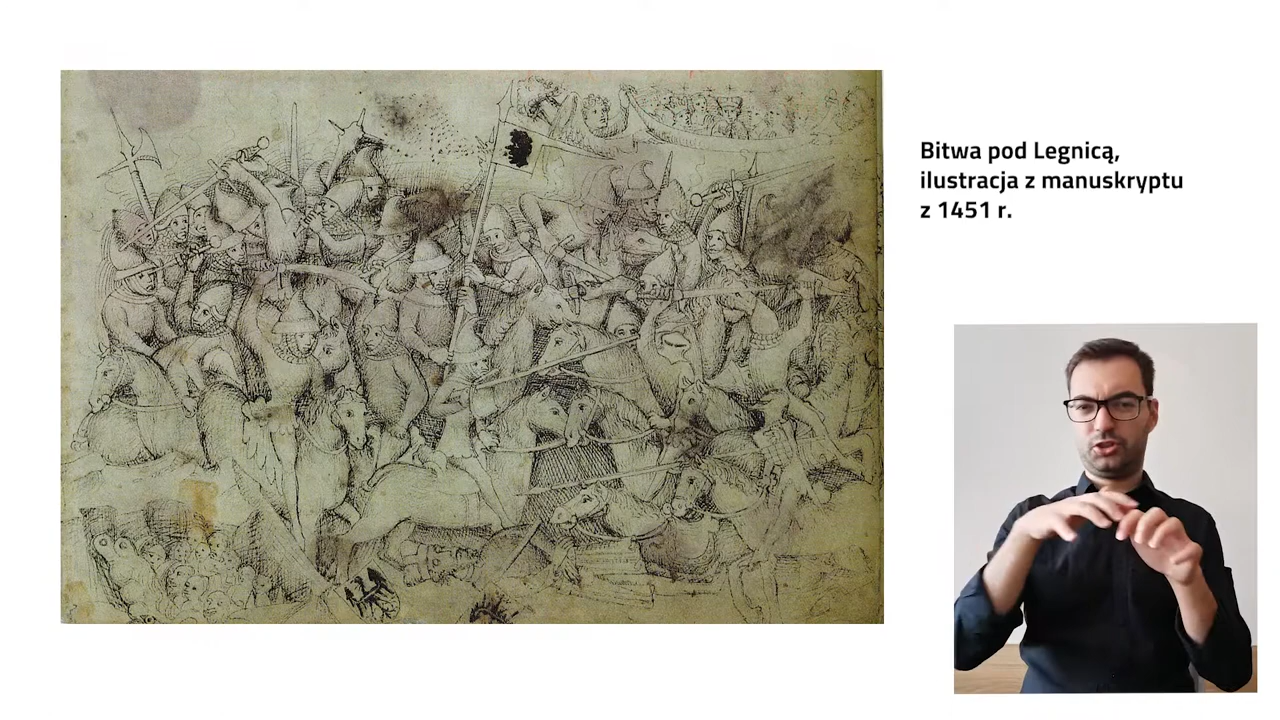 Bitwa pod Legnicą,
ilustracja z manuskryptu
z 1451 r.